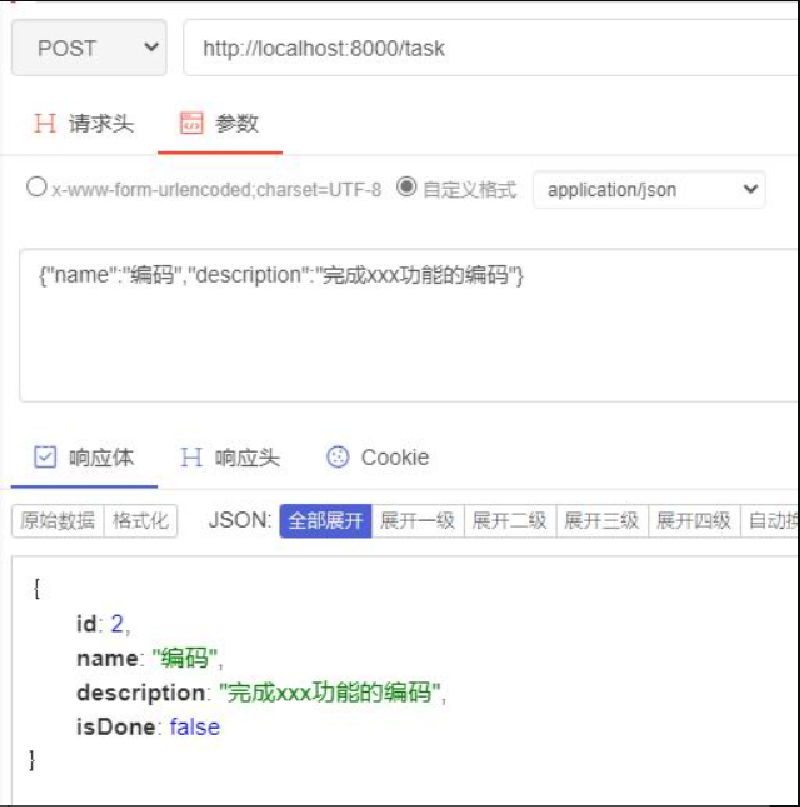 POST http://localhost:8000/task
请求头 参数
x-www-form-urlencoded;charset=UTF-8 自定义格式 application/json
{"name":"编码","description":"完成xxx功能的编码"}
响应体 响应头 Cookie
原始数据 格式化 JSON: 全部展开 展开一级 展开二级 展开三级 展开四级 自动换
{
id: 2,
name: "编码",
description: "完成xxx功能的编码",
isDone: false
}